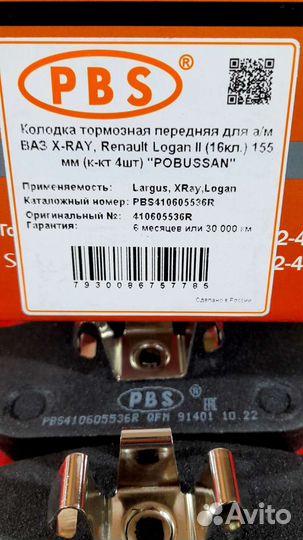 PBS®
Колодка тормозная передняя для а/м
ВАЗ X-RAY, Renault Logan II (16кл.) 155
мм (к-кт 4шт) "POBUSSAN"
Применяемость: Largus, XRay,Logan
Каталожный номер: PBS410605536R
Оригинальный №: 410605536R
Гарантия: 6 месяцев или 30 000 км
7930086757785
Сделано в России
PBS®
PBS410605536R QFM 91401 10.22
EAC
Avito